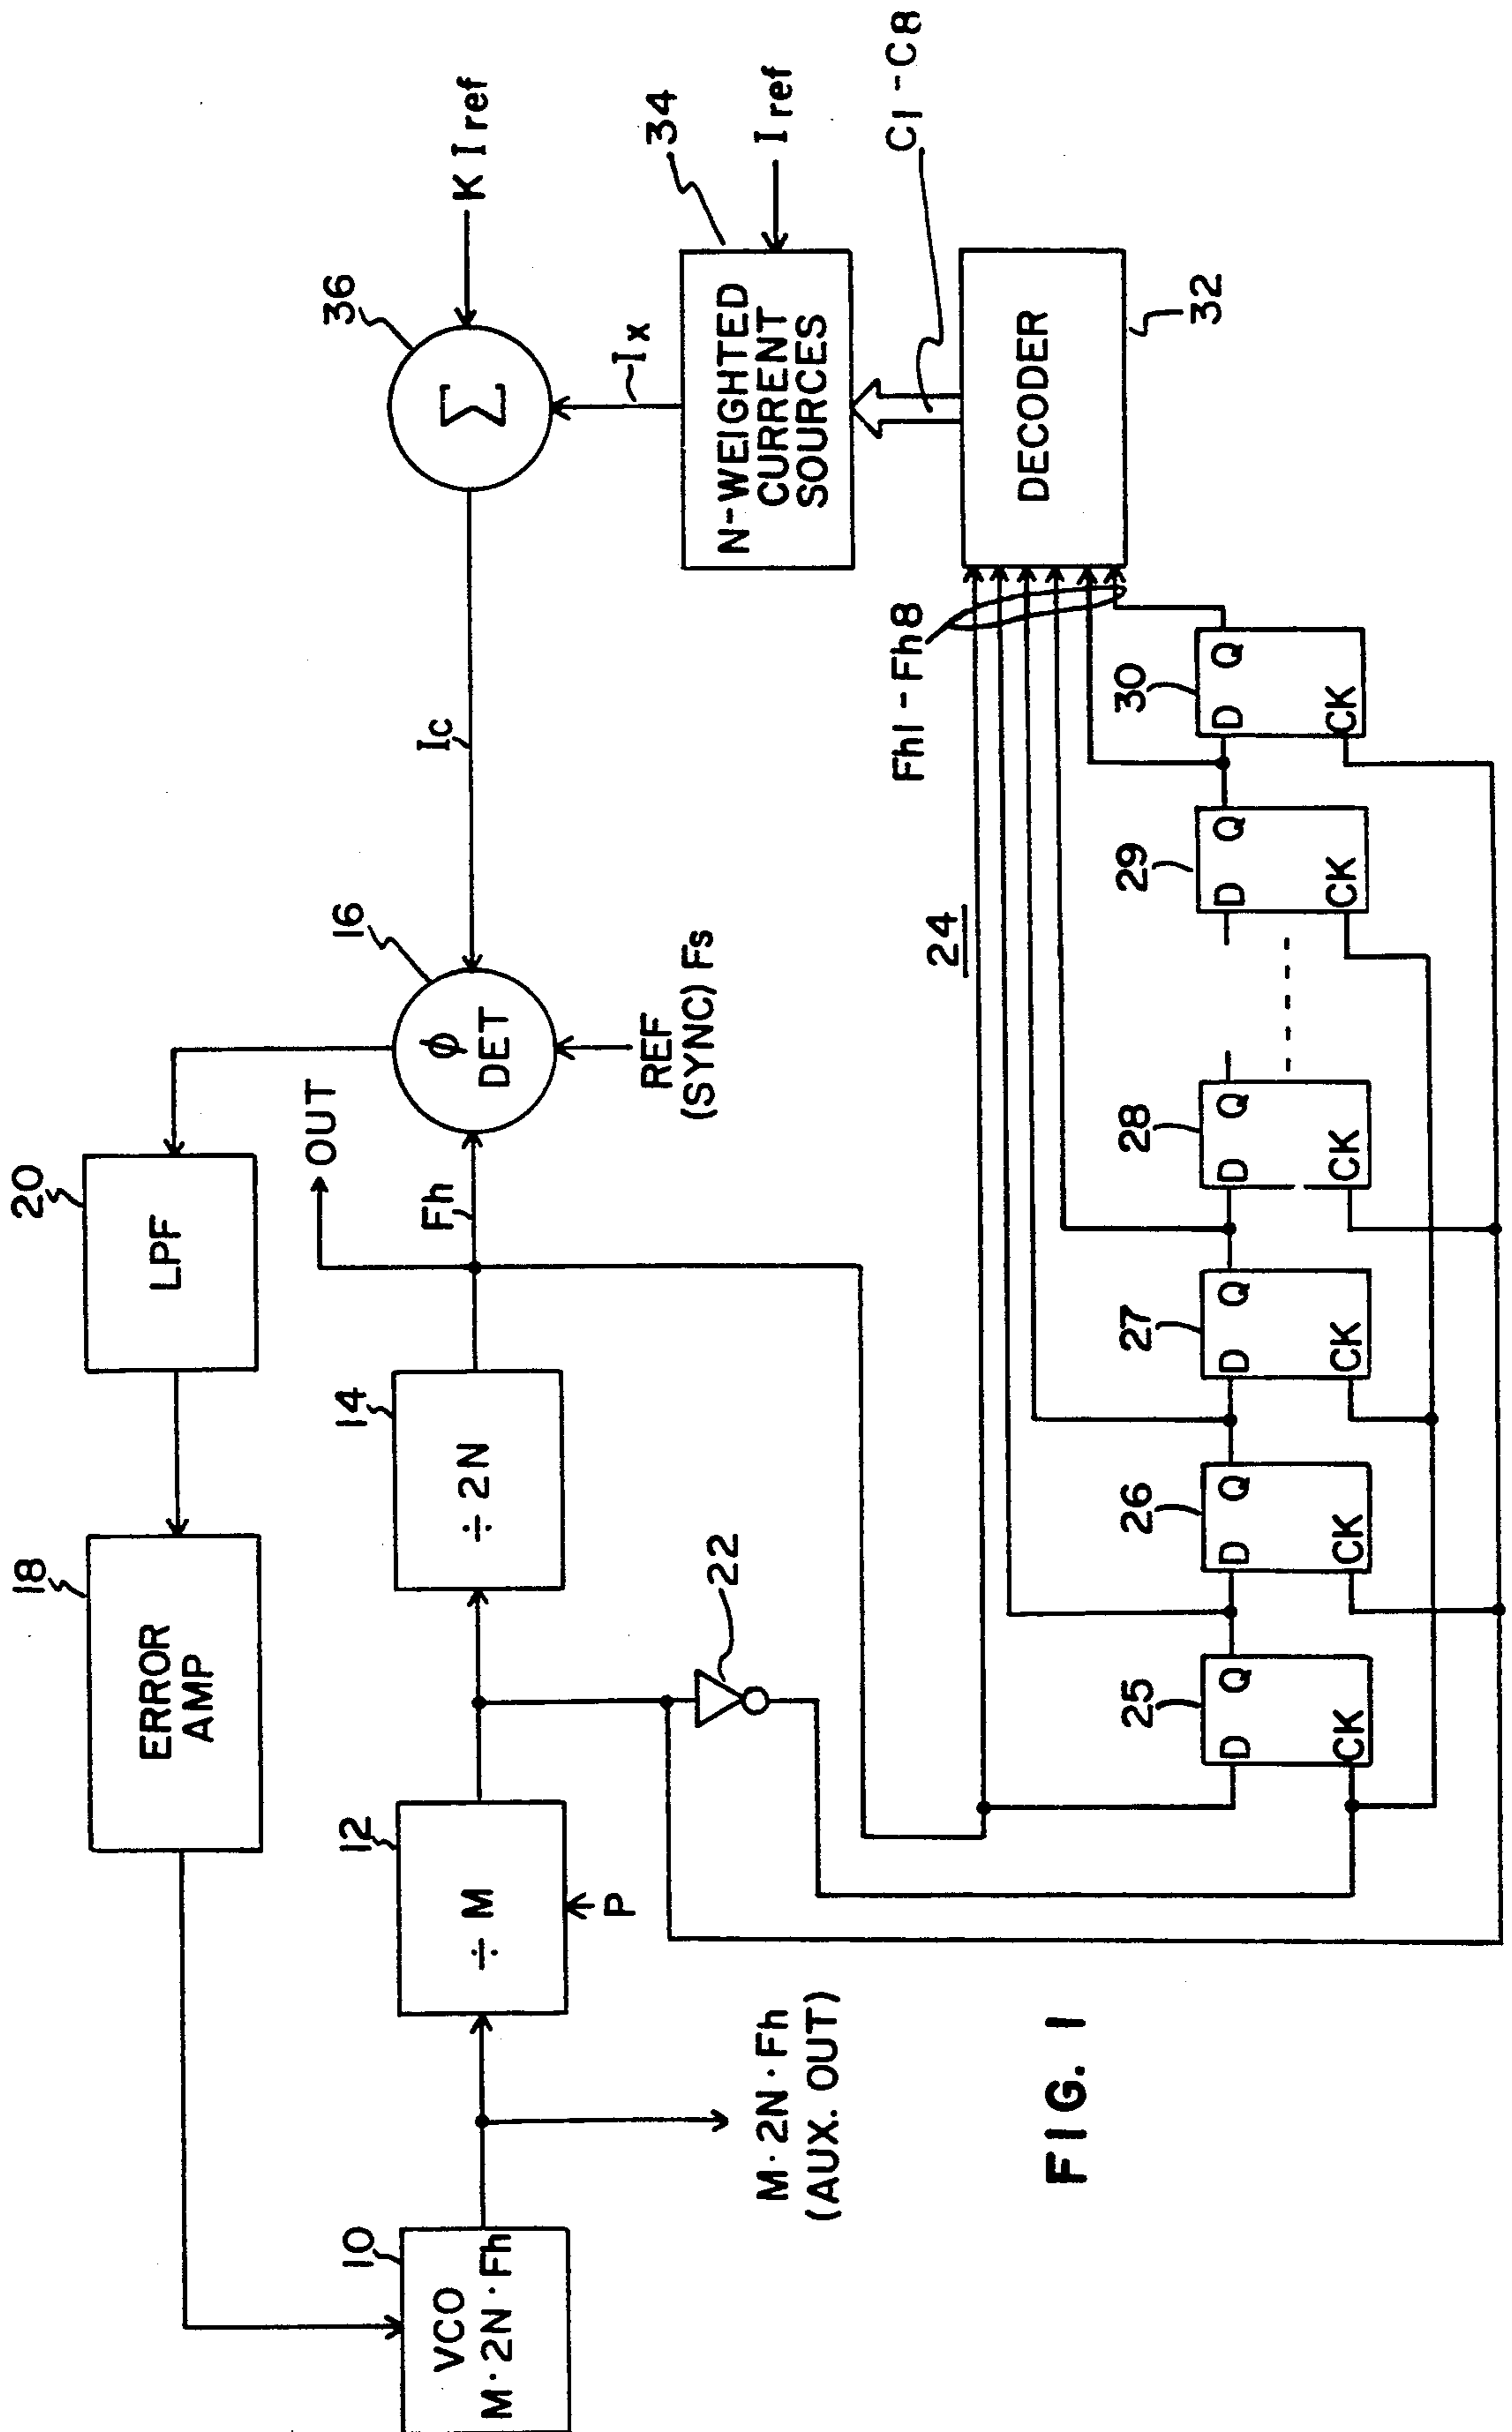 18
ERROR
AMP
20
LPF
10
VCO
M·2N·Fh
12
÷ M
P
14
÷ 2N
Fh
OUT
16
ϕ
DET
REF
(SYNC) Fs
Ic
36
Σ
K Iref
Ix
34
N-WEIGHTED
CURRENT
SOURCES
Iref
M·2N·Fh
(AUX. OUT)
22
24
Fh1-Fh8
DECODER
32
C1-C8
25
D Q
CK
26
D Q
CK
27
D Q
CK
28
D Q
CK
29
D Q
CK
30
D Q
CK
FIG. 1